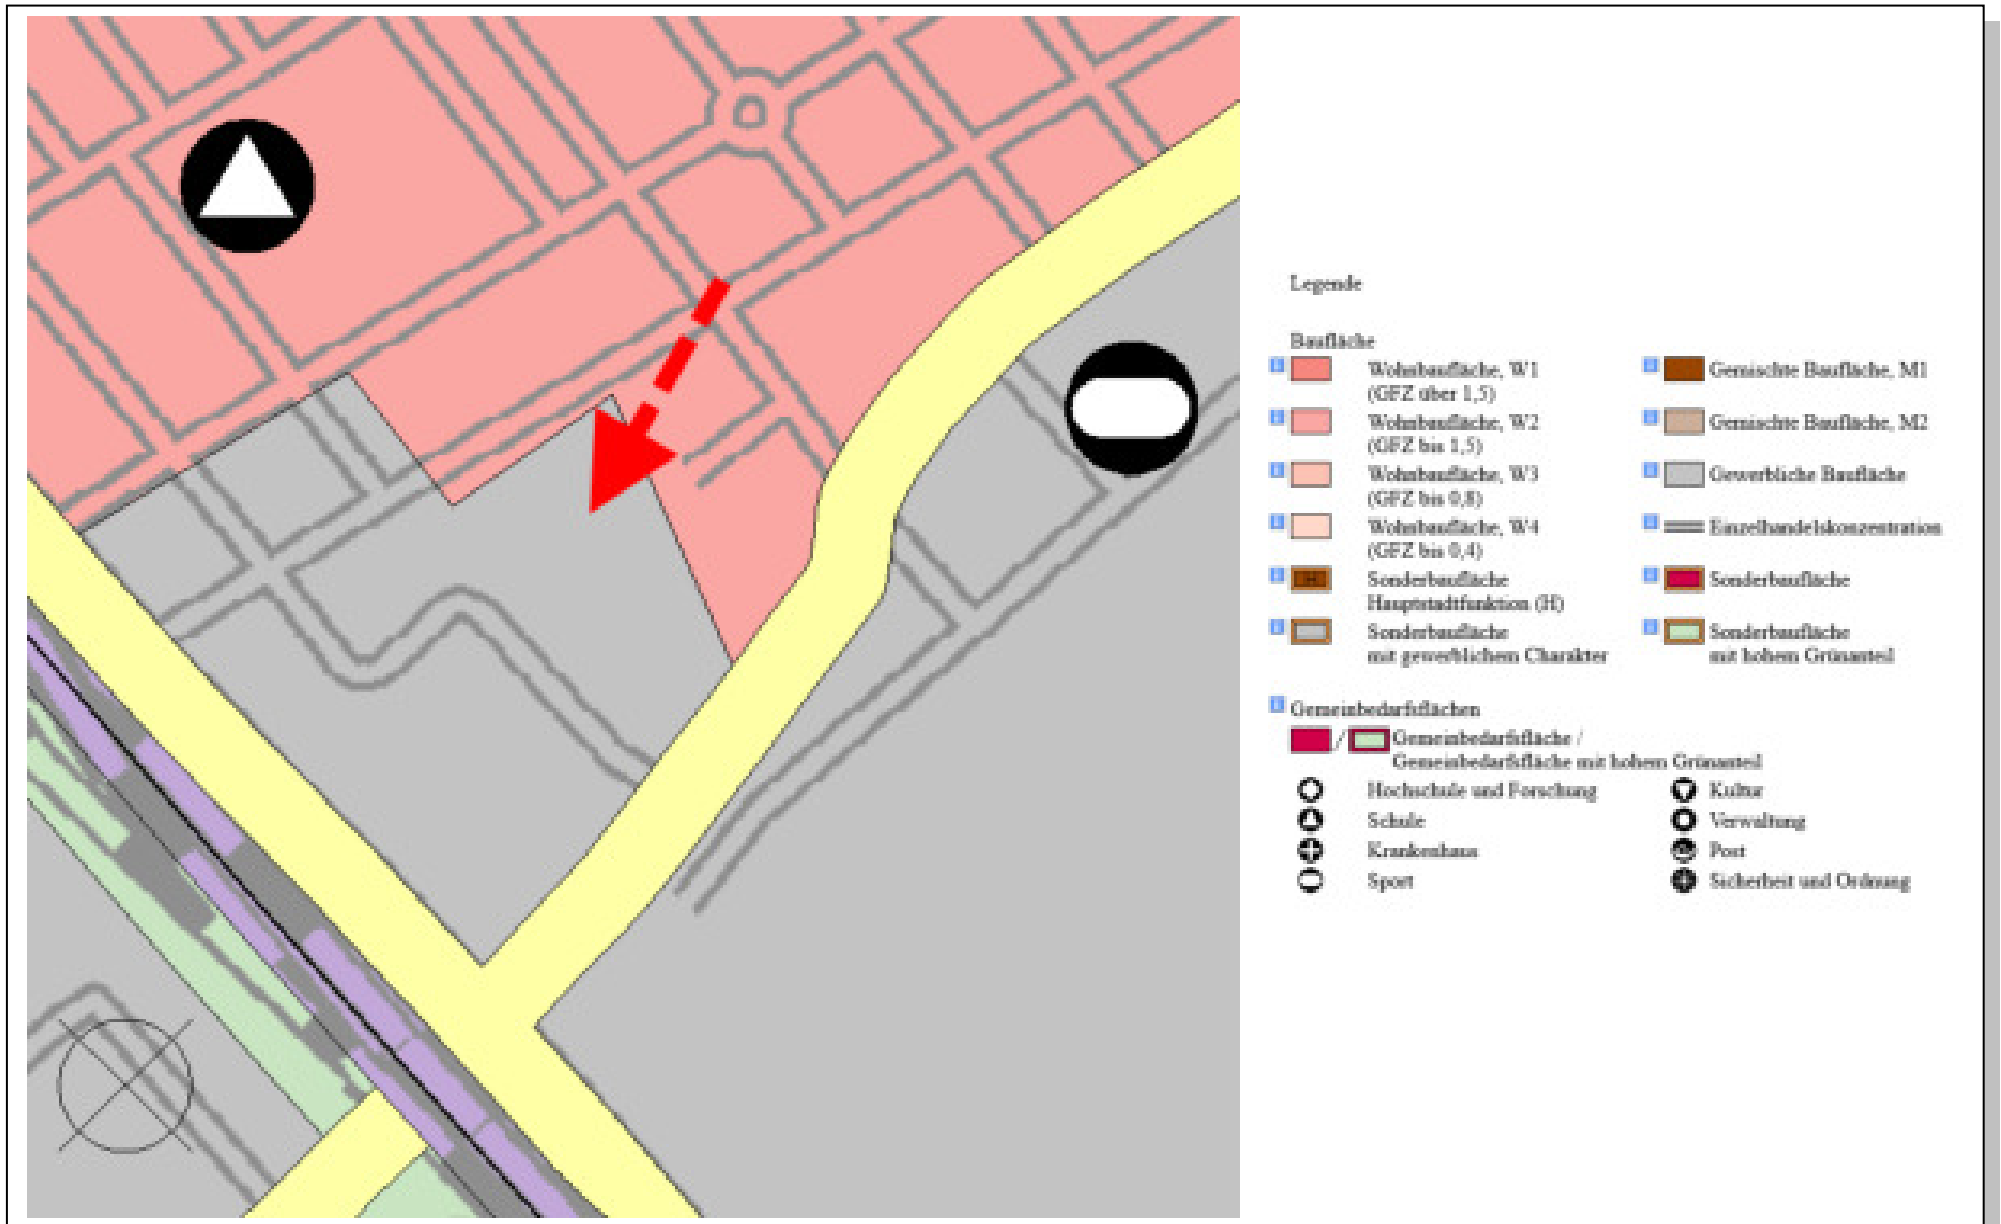 Legende
Baufläche
Wohnbaufläche, W1
(GFZ über 1,5)
Wohnbaufläche, W2
(GFZ bis 1,5)
Wohnbaufläche, W3
(GFZ bis 0,8)
Wohnbaufläche, W4
(GFZ bis 0,4)
Sonderbaufläche
Hauptstadtfunktion (H)
Sonderbaufläche
mit gewerblichem Charakter
Gemischte Baufläche, M1
Gemischte Baufläche, M2
Gewerbliche Baufläche
Einzelhandelskonzentration
Sonderbaufläche
Sonderbaufläche
mit hohem Grünanteil
Gemeinbedarfsflächen
/ Gemeinbedarfsfläche /
Gemeinbedarfsfläche mit hohem Grünanteil
Hochschule und Forschung
Schule
Krankenhaus
Sport
Kultur
Verwaltung
Post
Sicherheit und Ordnung